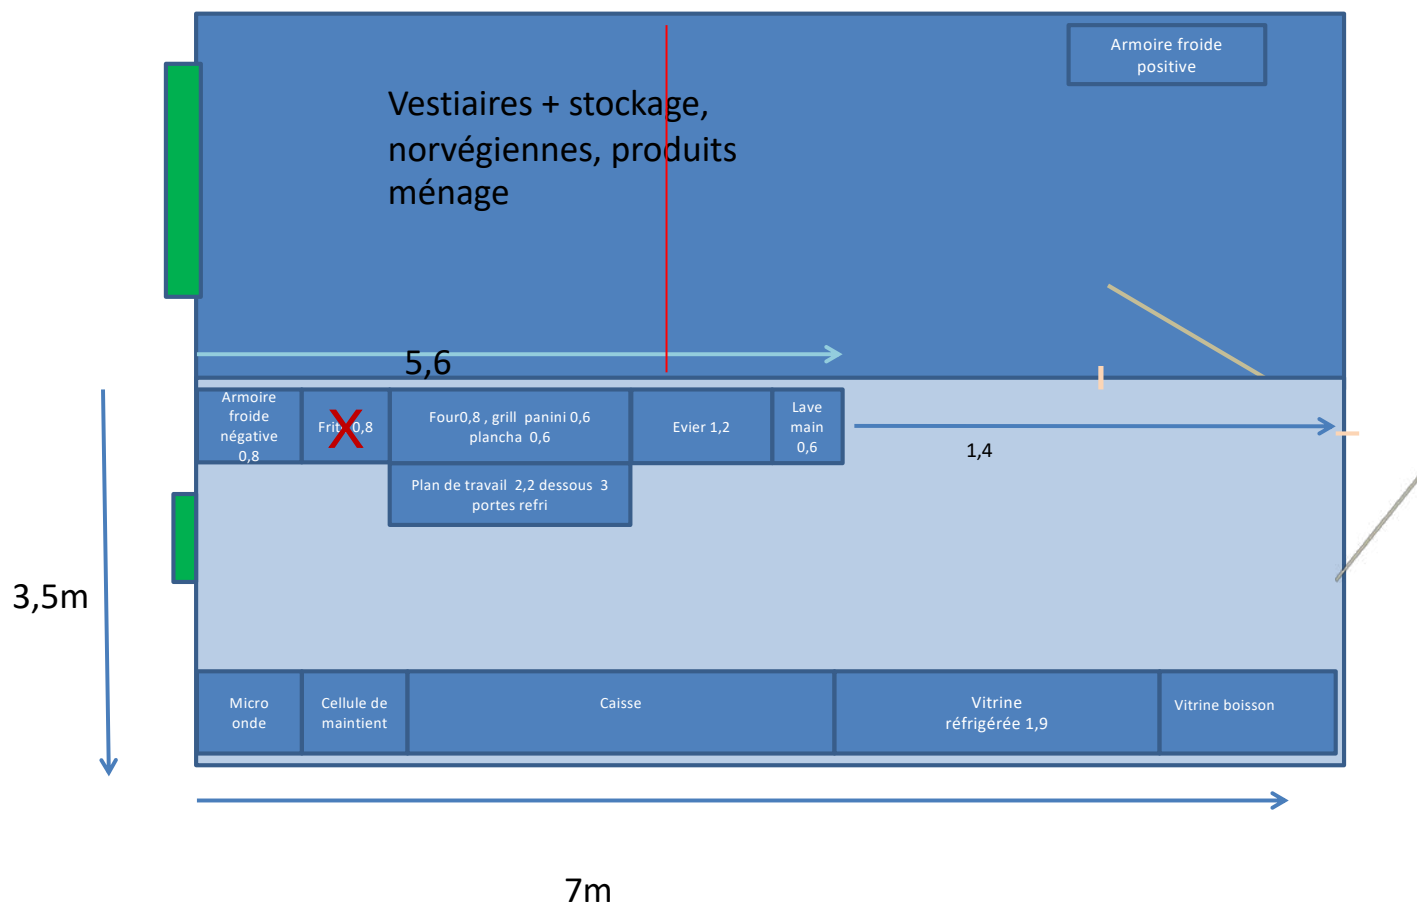 Armoire froide
positive
Vestiaires + stockage,
norvégiennes, produits
ménage
5,6
Armoire
froide
négative
0,8
Frite 0,8
X
Four0,8 , grill panini 0,6
plancha 0,6
Evier 1,2
Lave
main
0,6
1,4
Plan de travail 2,2 dessous 3
portes refri
3,5m
Micro
onde
Cellule de
maintient
Caisse
Vitrine
réfrigérée 1,9
Vitrine boisson
7m